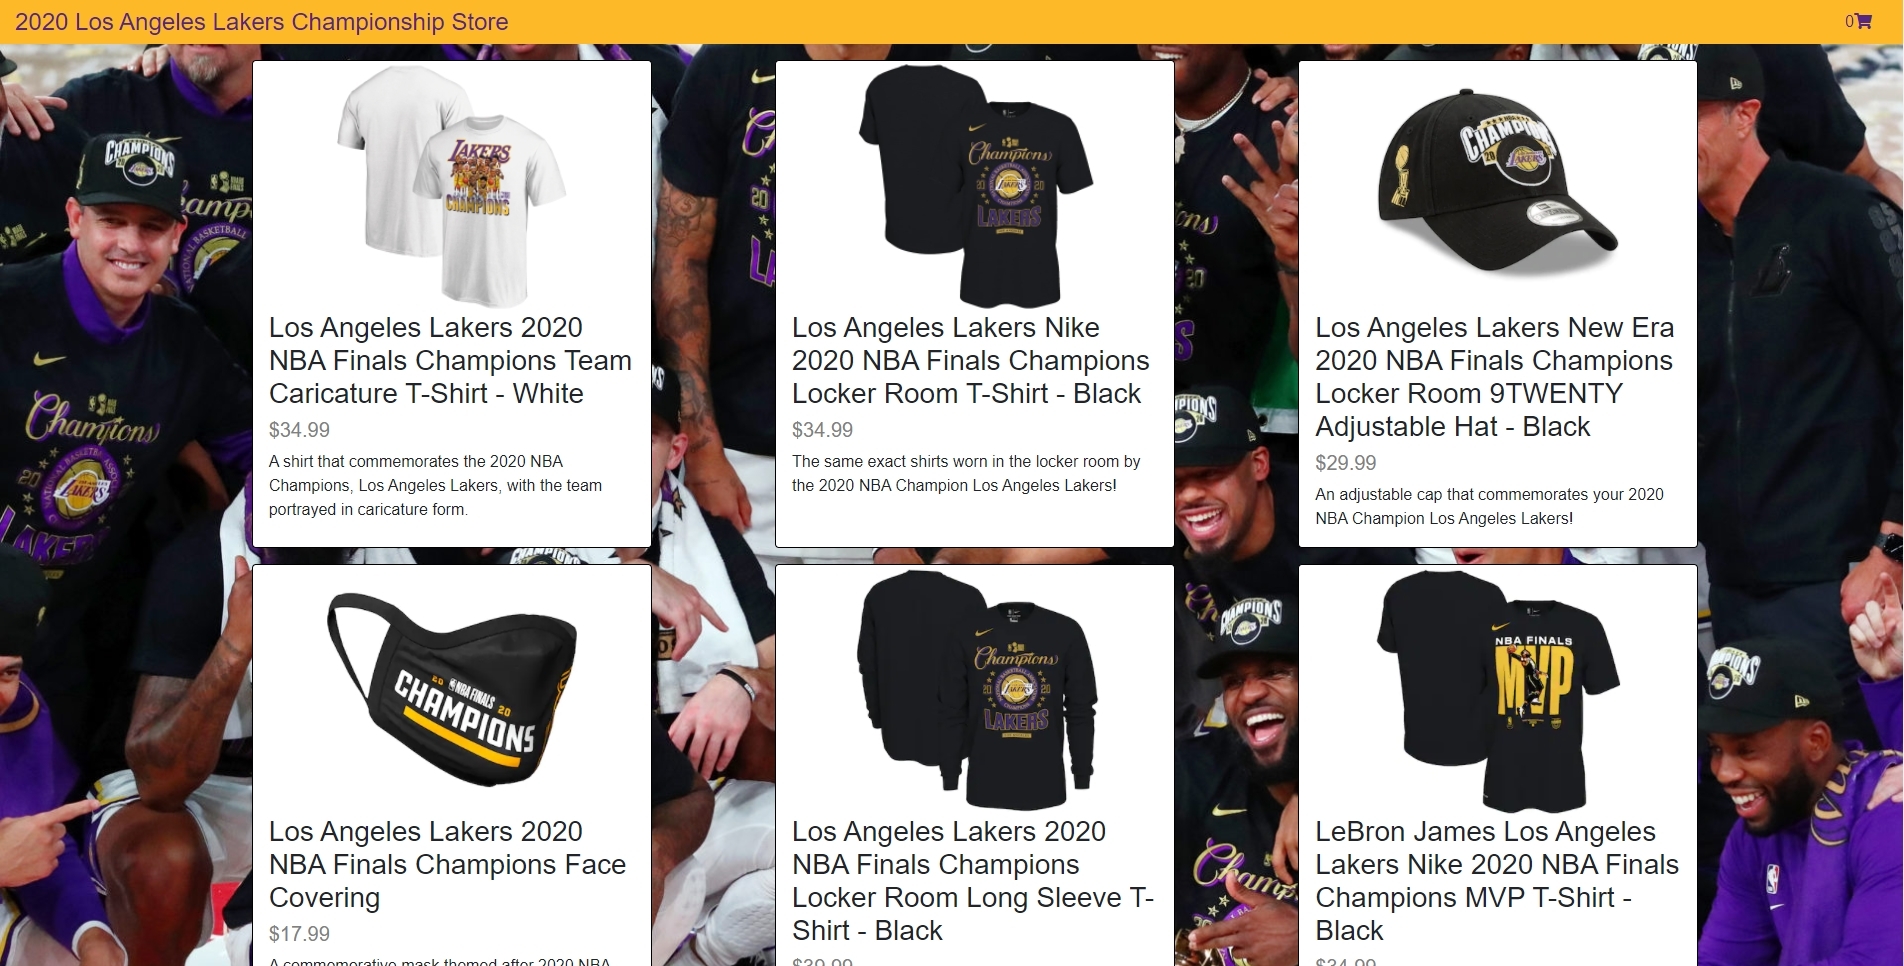 2020 Los Angeles Lakers Championship Store
0
LAKERS
CHAMPIONS
Champions
20 20
LAKERS
CHAMPIONS
20
LAKERS
CHAMPIONS
Champions
20
LAKERS
Los Angeles Lakers 2020
NBA Finals Champions Team
Caricature T-Shirt - White
$34.99
A shirt that commemorates the 2020 NBA
Champions, Los Angeles Lakers, with the team
portrayed in caricature form.
Los Angeles Lakers Nike
2020 NBA Finals Champions
Locker Room T-Shirt - Black
$34.99
The same exact shirts worn in the locker room by
the 2020 NBA Champion Los Angeles Lakers!
Los Angeles Lakers New Era
2020 NBA Finals Champions
Locker Room 9TWENTY
Adjustable Hat - Black
$29.99
An adjustable cap that commemorates your 2020
NBA Champion Los Angeles Lakers!
20 NBA FINALS 20
CHAMPIONS
Champions
20 20
LAKERS
NBA FINALS
MVP
CHAMPIONS
Los Angeles Lakers 2020
NBA Finals Champions Face
Covering
$17.99
A commemorative mask themed after 2020 NBA
Los Angeles Lakers 2020
NBA Finals Champions
Locker Room Long Sleeve T-
Shirt - Black
$39.99
LeBron James Los Angeles
Lakers Nike 2020 NBA Finals
Champions MVP T-Shirt -
Black
$34.99